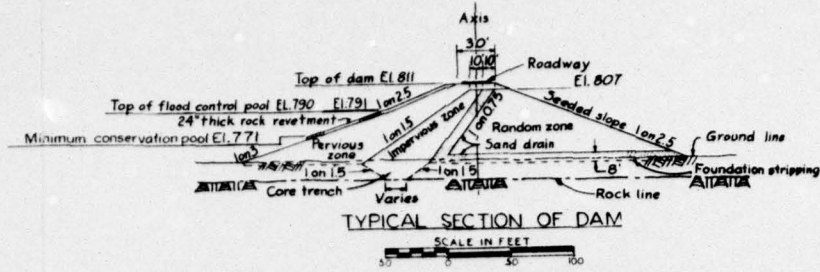 Axis
30'
10' 10'
Roadway
Top of dam El. 811
El. 807
Top of flood control pool El. 790
El. 791
1 on 2.5
24" thick rock revetment
Minimum conservation pool El. 771
1 on 3
Pervious zone
1 on 1.5
Impervious zone
1 on 0.75
Random zone
Sand drain
Seeded slope 1 on 2.5
Ground line
8'
Foundation stripping
1 on 1.5
1 on 1.5
Core trench
Varies
Rock line
TYPICAL SECTION OF DAM
SCALE IN FEET
50 0 50 100